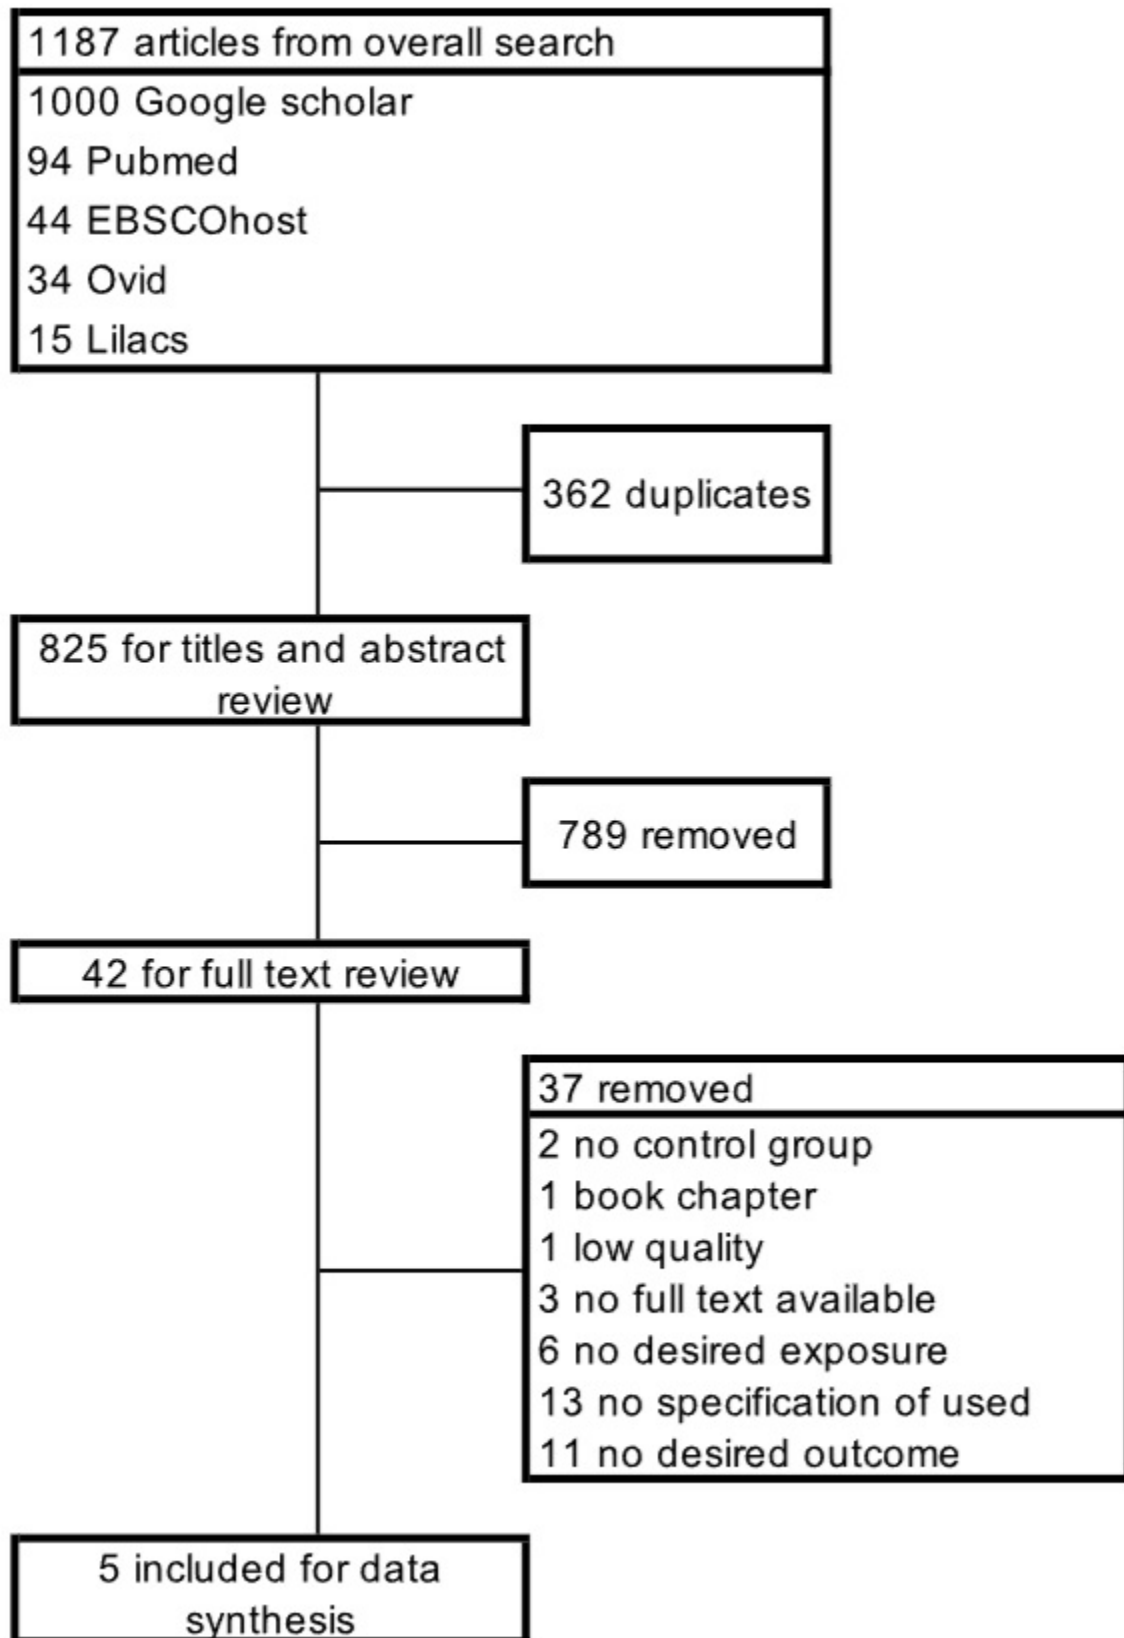 1187 articles from overall search
1000 Google scholar
94 Pubmed
44 EBSCOhost
34 Ovid
15 Lilacs
362 duplicates
825 for titles and abstract
review
789 removed
42 for full text review
37 removed
2 no control group
1 book chapter
1 low quality
3 no full text available
6 no desired exposure
13 no specification of used
11 no desired outcome
5 included for data
synthesis